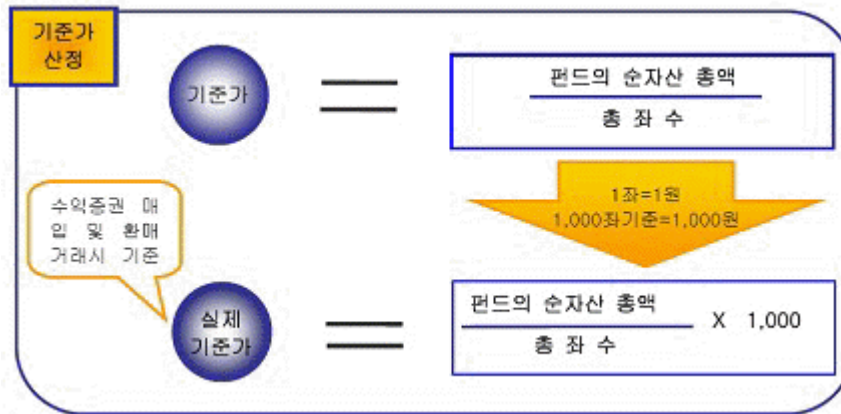 기준가
산정
기준가
펀드의 순자산 총액
총 좌 수
1좌=1원
1,000좌기준=1,000원
수익증권 매
입 및 환매
거래시 기준
실제
기준가
펀드의 순자산 총액
총 좌 수
X 1,000